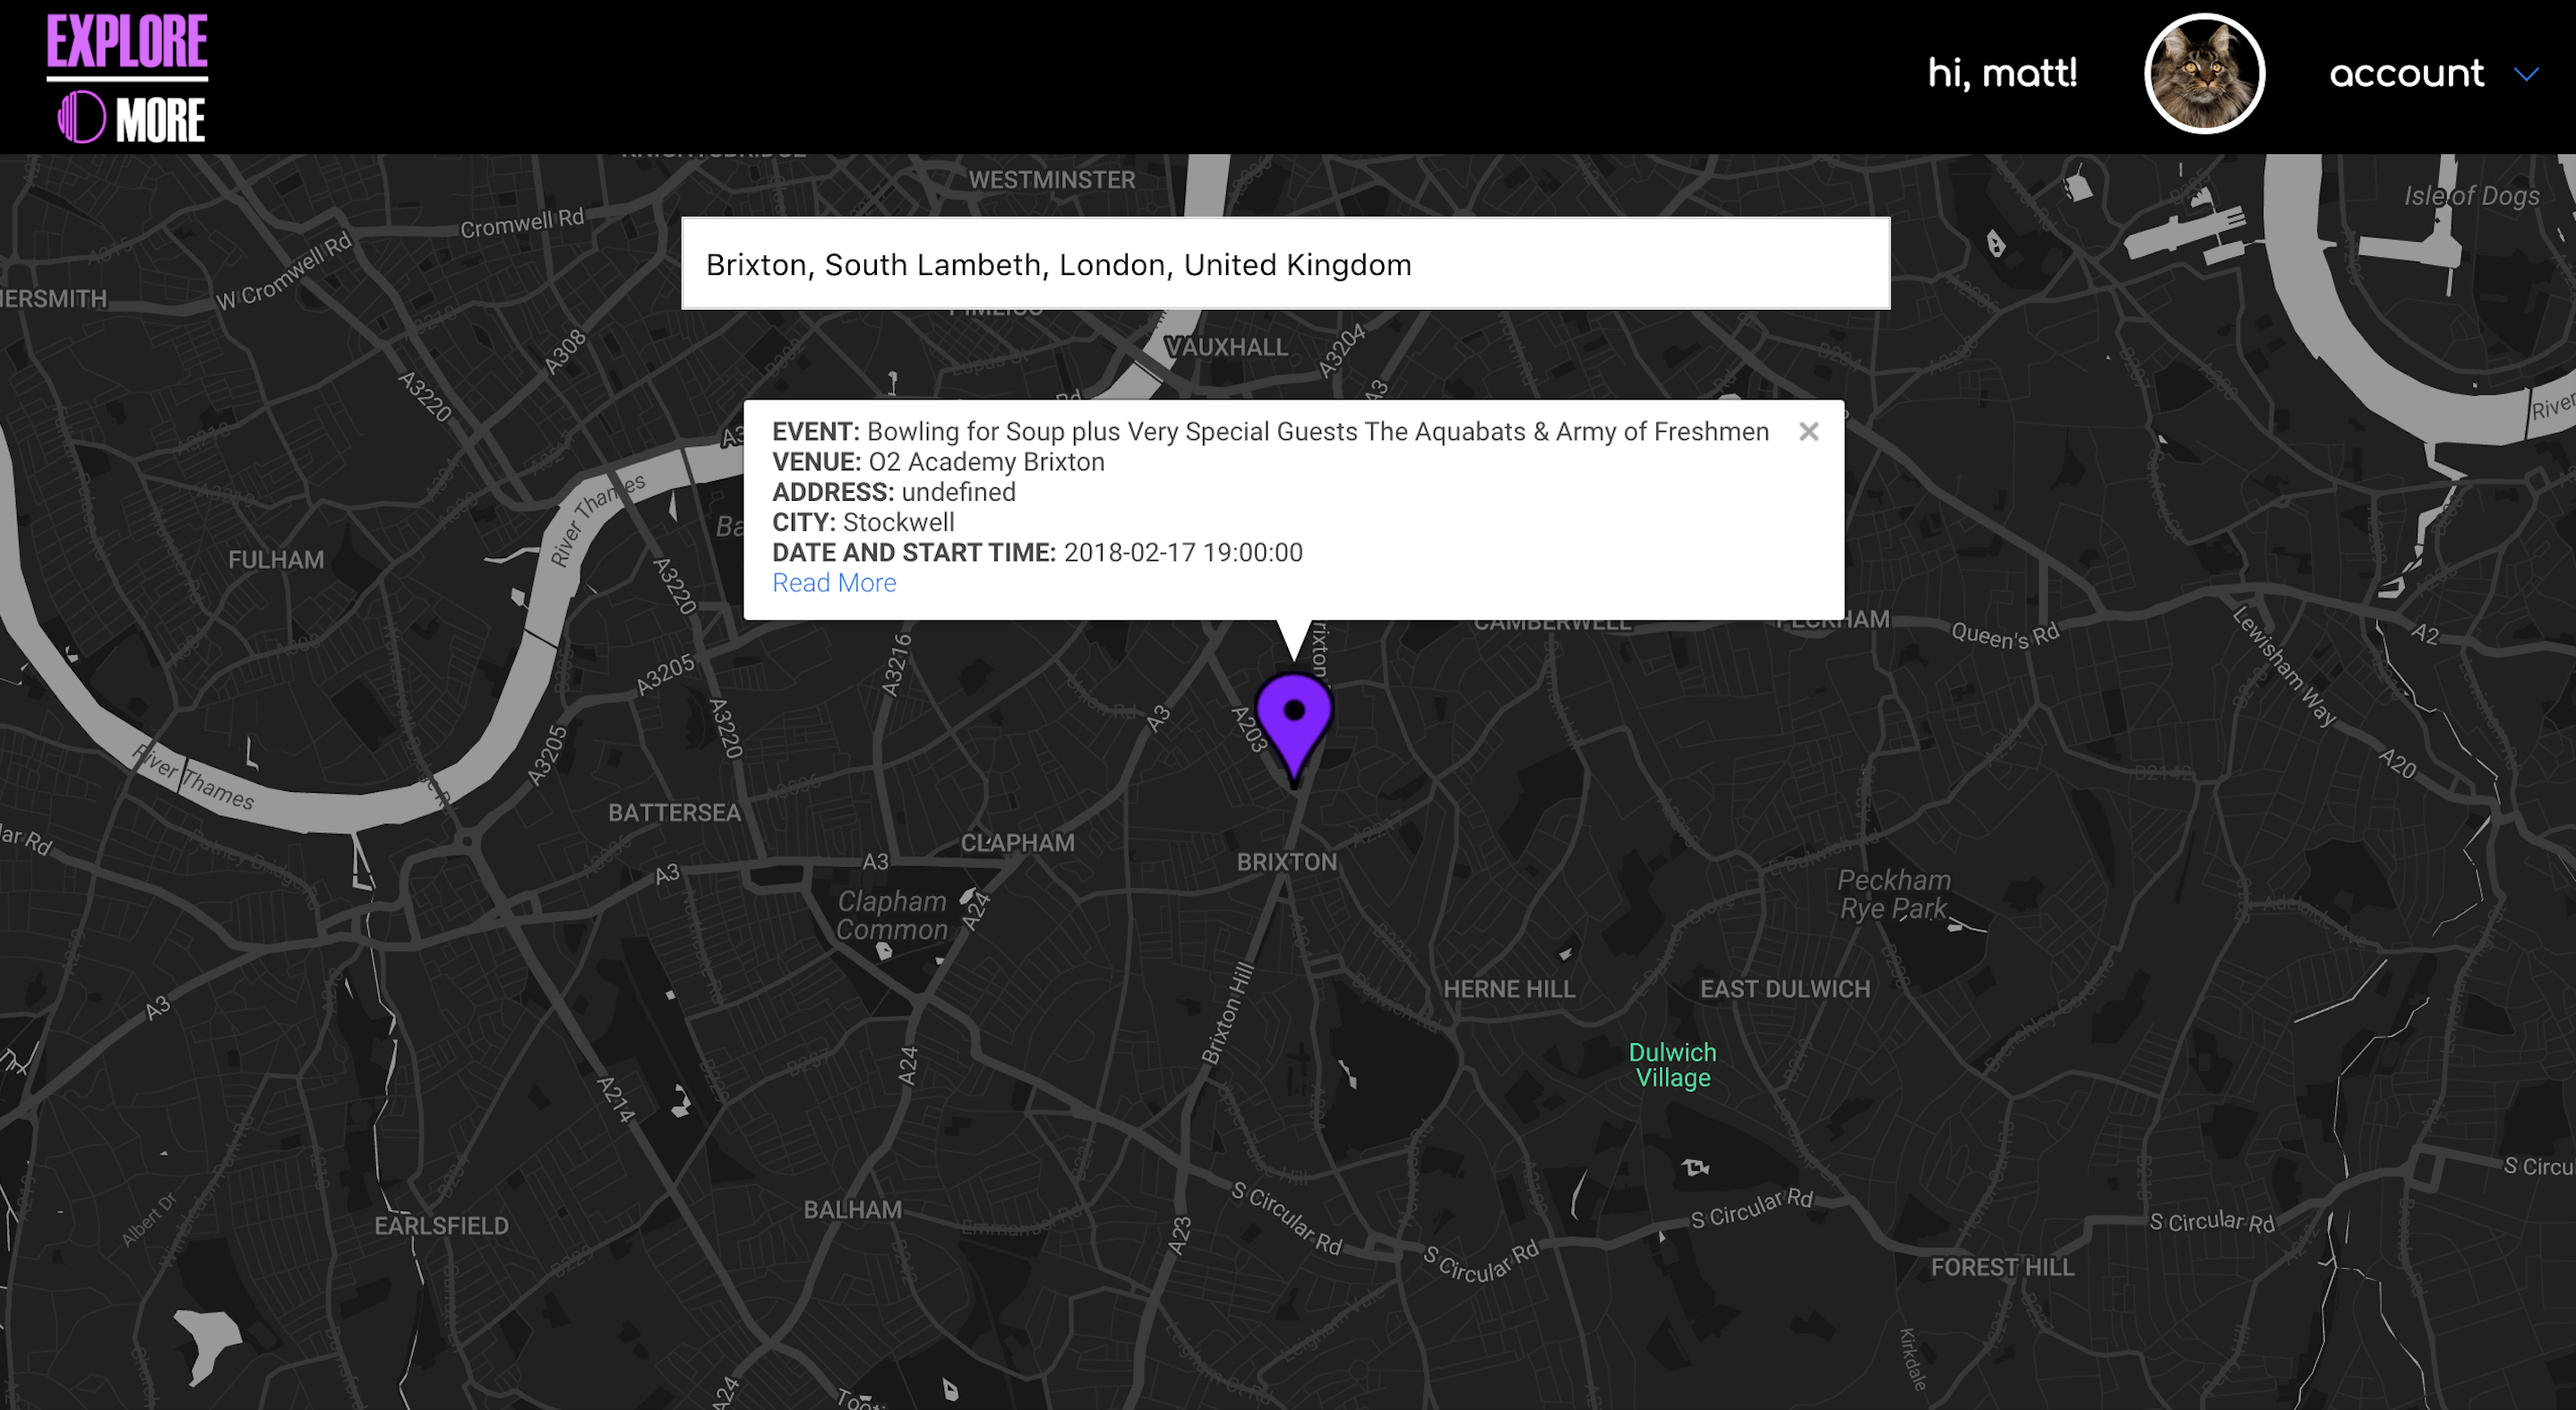 EXPLORE
MORE
hi, matt!
account
WESTMINSTER
Cromwell Rd
Isle of Dogs
W Cromwell Rd
Brixton, South Lambeth, London, United Kingdom
VAUXHALL
A308
A3204
A3220
A3
EVENT: Bowling for Soup plus Very Special Guests The Aquabats & Army of Freshmen
VENUE: O2 Academy Brixton
ADDRESS: undefined
CITY: Stockwell
DATE AND START TIME: 2018-02-17 19:00:00
Read More
River Thames
FULHAM
A3220
A3216
A3205
CAMBERWELL
Queen's Rd
A2
Lewisham Way
A3
A203
A3220
A3205
River Thames
A20
BATTERSEA
CLAPHAM
A3
A3
BRIXTON
Clapham
Common
A24
Peckham
Rye Park
A3
Brixton Hill
HERNE HILL
EAST DULWICH
Dulwich
Village
A24
A214
S Circular Rd
S Circular Rd
S Circular Rd
S Circular Rd
Albert Dr
EARLSFIELD
BALHAM
A23
FOREST HILL
Kirkdale
A24